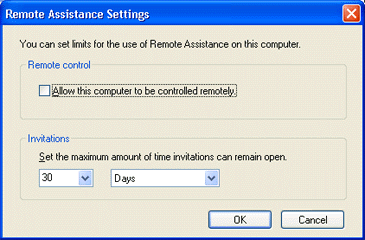 Remote Assistance Settings
You can set limits for the use of Remote Assistance on this computer.
Remote control
Allow this computer to be controlled remotely.
Invitations
Set the maximum amount of time invitations can remain open.
30 Days
OK Cancel